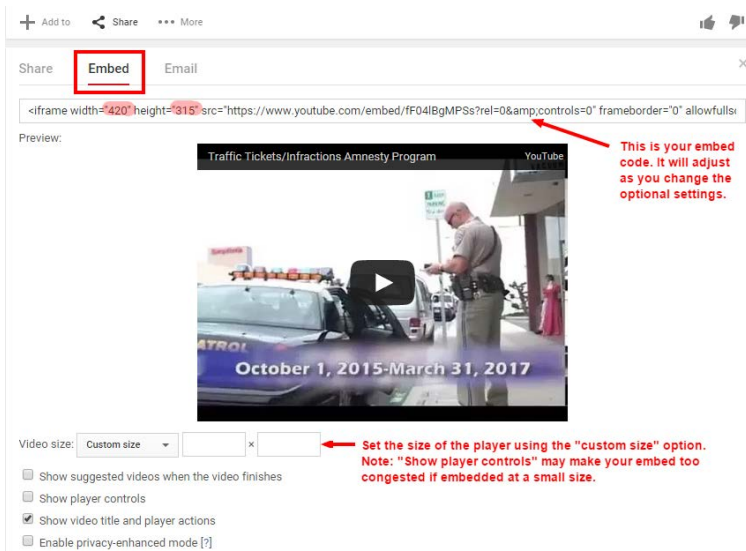 Add to Share More
Share Embed Email
<iframe width="420" height="315" src="https://www.youtube.com/embed/fF04lBgMPSs?rel=0&amp;controls=0" frameborder="0" allowfullsc
Preview:
Traffic Tickets/Infractions Amnesty Program YouTube
This is your embed
code. It will adjust
as you change the
optional settings.
PATROL
October 1, 2015-March 31, 2017
Video size: Custom size ×
Set the size of the player using the "custom size" option.
Note: "Show player controls" may make your embed too
congested if embedded at a small size.
Show suggested videos when the video finishes
Show player controls
Show video title and player actions
Enable privacy-enhanced mode [?]